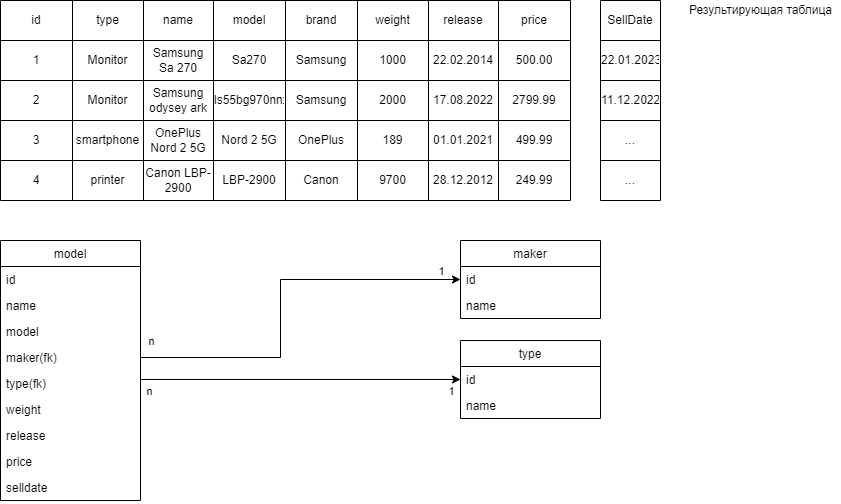 id type name model brand weight release price SellDate Результирующая таблица
1 Monitor Samsung Sa 270 Sa270 Samsung 1000 22.02.2014 500.00 22.01.2023
2 Monitor Samsung odysey ark Samsung 2000 17.08.2022 2799.99 11.12.2022
3 smartphone OnePlus Nord 2 5G Nord 2 5G OnePlus 189 01.01.2021 499.99 ...
4 printer Canon LBP-2900 LBP-2900 Canon 9700 28.12.2012 249.99 ...
model
id
name
model
maker(fk)
type(fk)
weight
release
price
selldate
n
1
n
1
maker
id
name
type
id
name